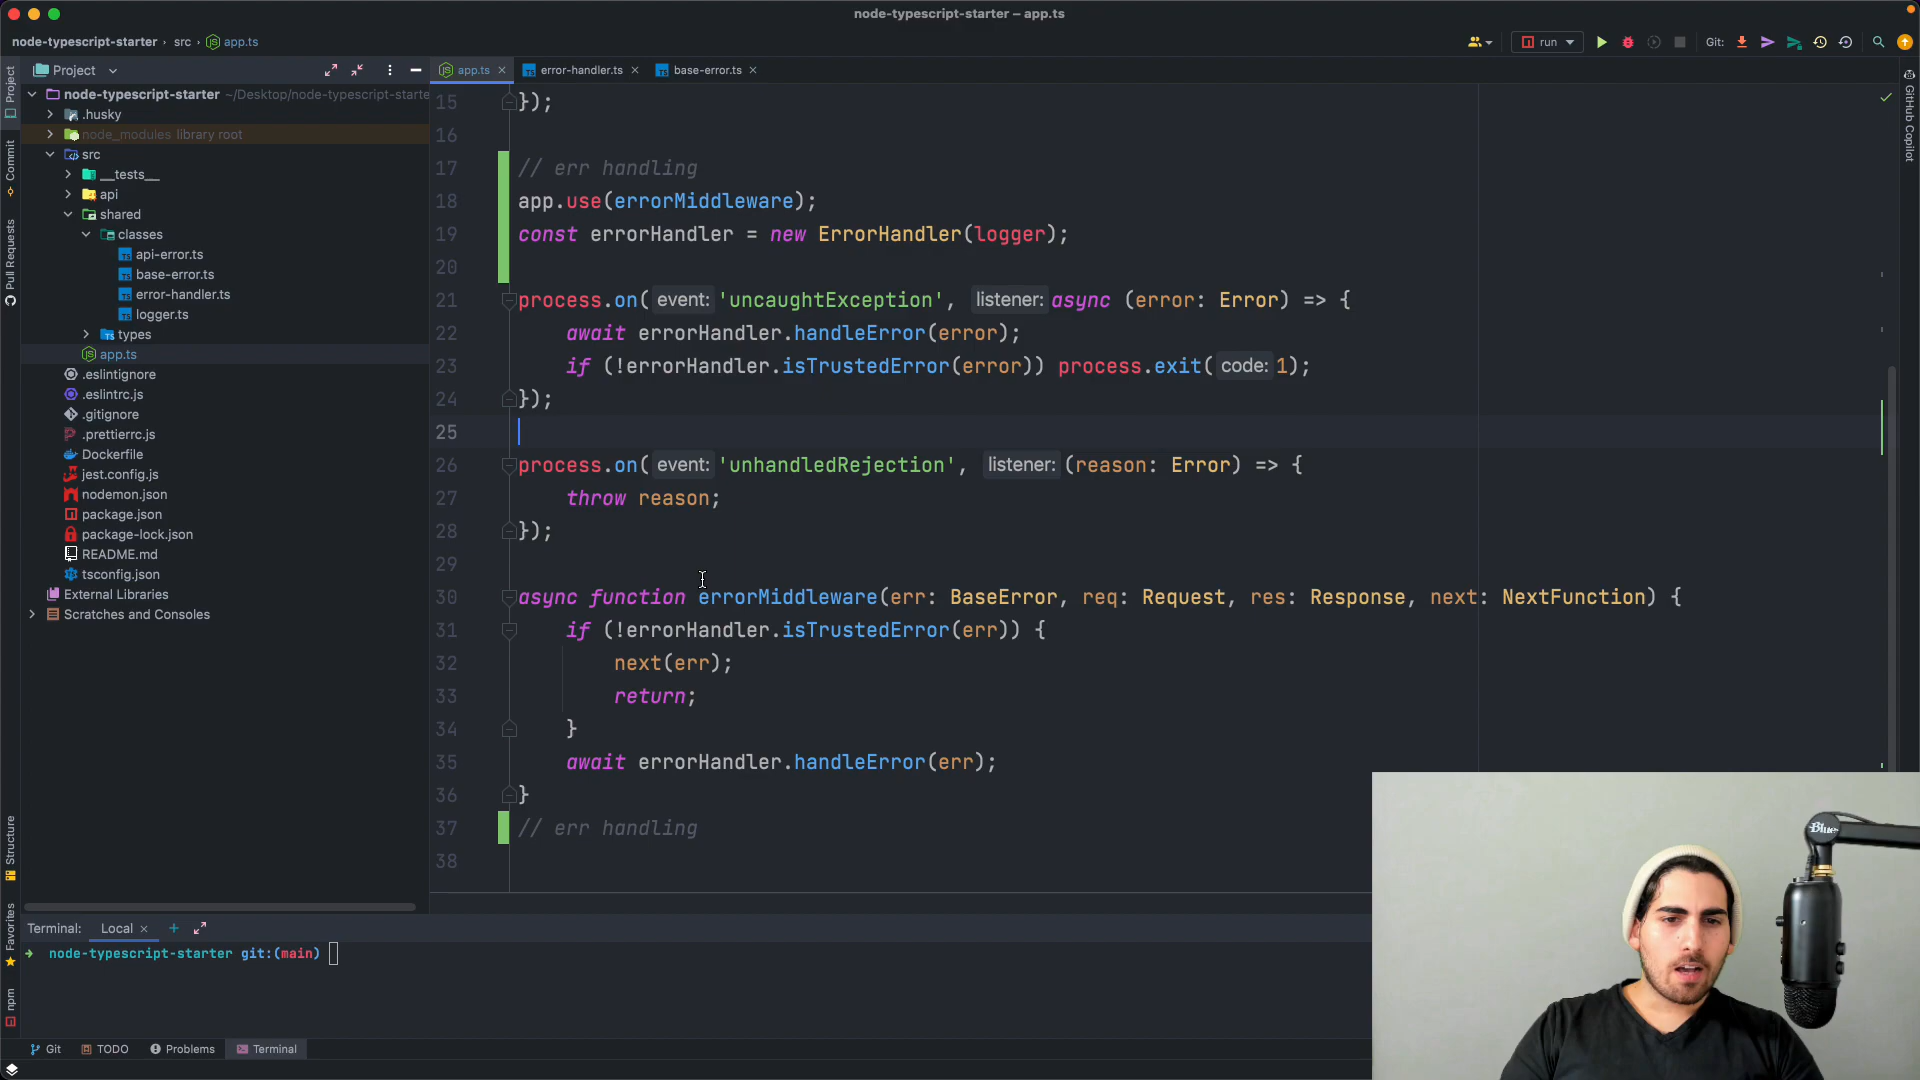 node-typescript-starter – app.ts
node-typescript-starter › src › app.ts
run
Git:
Project
app.ts
error-handler.ts
base-error.ts
node-typescript-starter ~/Desktop/node-typescript-starte
.husky
node_modules library root
src
__tests__
api
shared
classes
api-error.ts
base-error.ts
error-handler.ts
logger.ts
types
app.ts
.eslintignore
.eslintrc.js
.gitignore
.prettierrc.js
Dockerfile
jest.config.js
nodemon.json
package.json
package-lock.json
README.md
tsconfig.json
External Libraries
Scratches and Consoles
Project
Commit
Pull Requests
Structure
Favorites
npm
15 });
16
17 // err handling
18 app.use(errorMiddleware);
19 const errorHandler = new ErrorHandler(logger);
20
21 process.on( event: 'uncaughtException', listener: async (error: Error) => {
22 await errorHandler.handleError(error);
23 if (!errorHandler.isTrustedError(error)) process.exit( code: 1);
24 });
25
26 process.on( event: 'unhandledRejection', listener: (reason: Error) => {
27 throw reason;
28 });
29
30 async function errorMiddleware(err: BaseError, req: Request, res: Response, next: NextFunction) {
31 if (!errorHandler.isTrustedError(err)) {
32 next(err);
33 return;
34 }
35 await errorHandler.handleError(err);
36 }
37 // err handling
38
GitHub Copilot
Terminal: Local
node-typescript-starter git:(main)
Git
TODO
Problems
Terminal
Blue